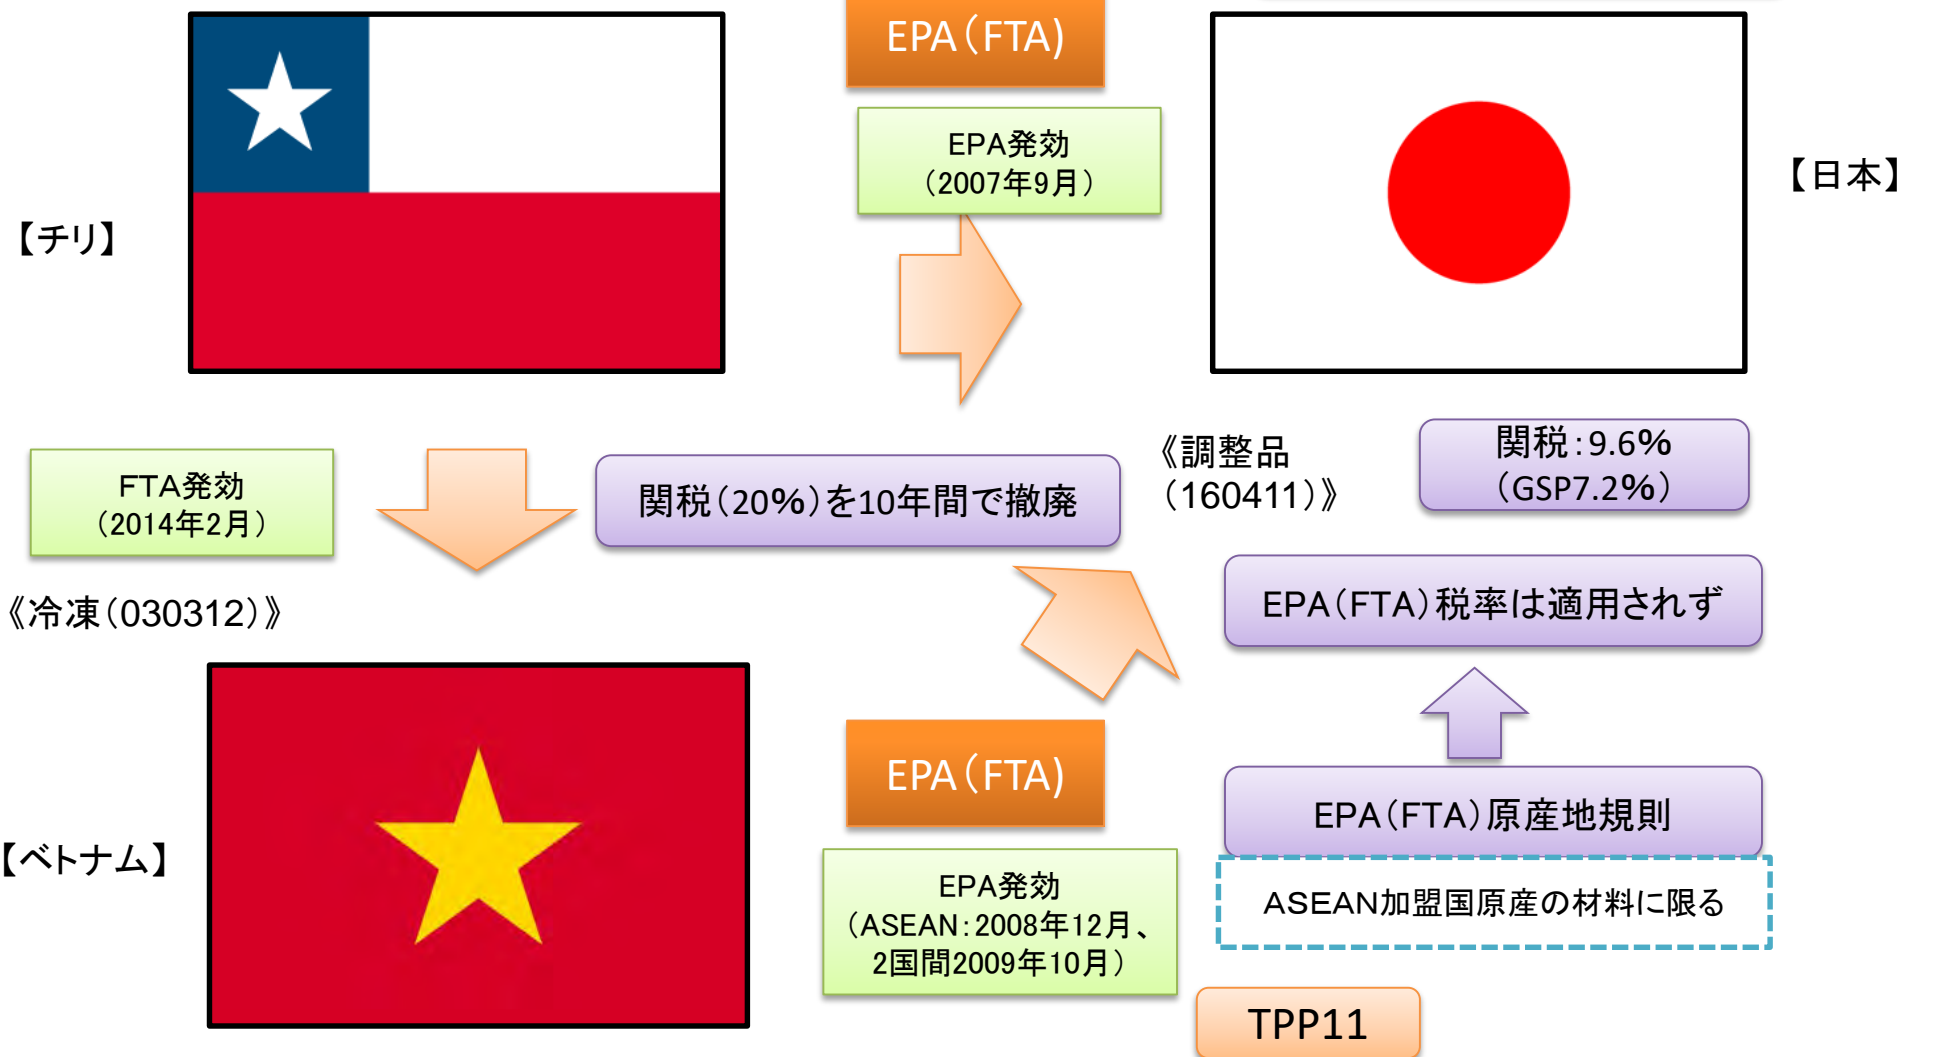 EPA（FTA)
EPA発効
（2007年9月）
【日本】
【チリ】
FTA発効
（2014年2月）
関税（20%）を10年間で撤廃
《調整品
（160411）》
関税：9.6%
（GSP7.2%）
《冷凍（030312）》
EPA（FTA）税率は適用されず
【ベトナム】
EPA（FTA)
EPA発効
（ASEAN：2008年12月、
2国間2009年10月）
EPA（FTA）原産地規則
ASEAN加盟国原産の材料に限る
TPP11